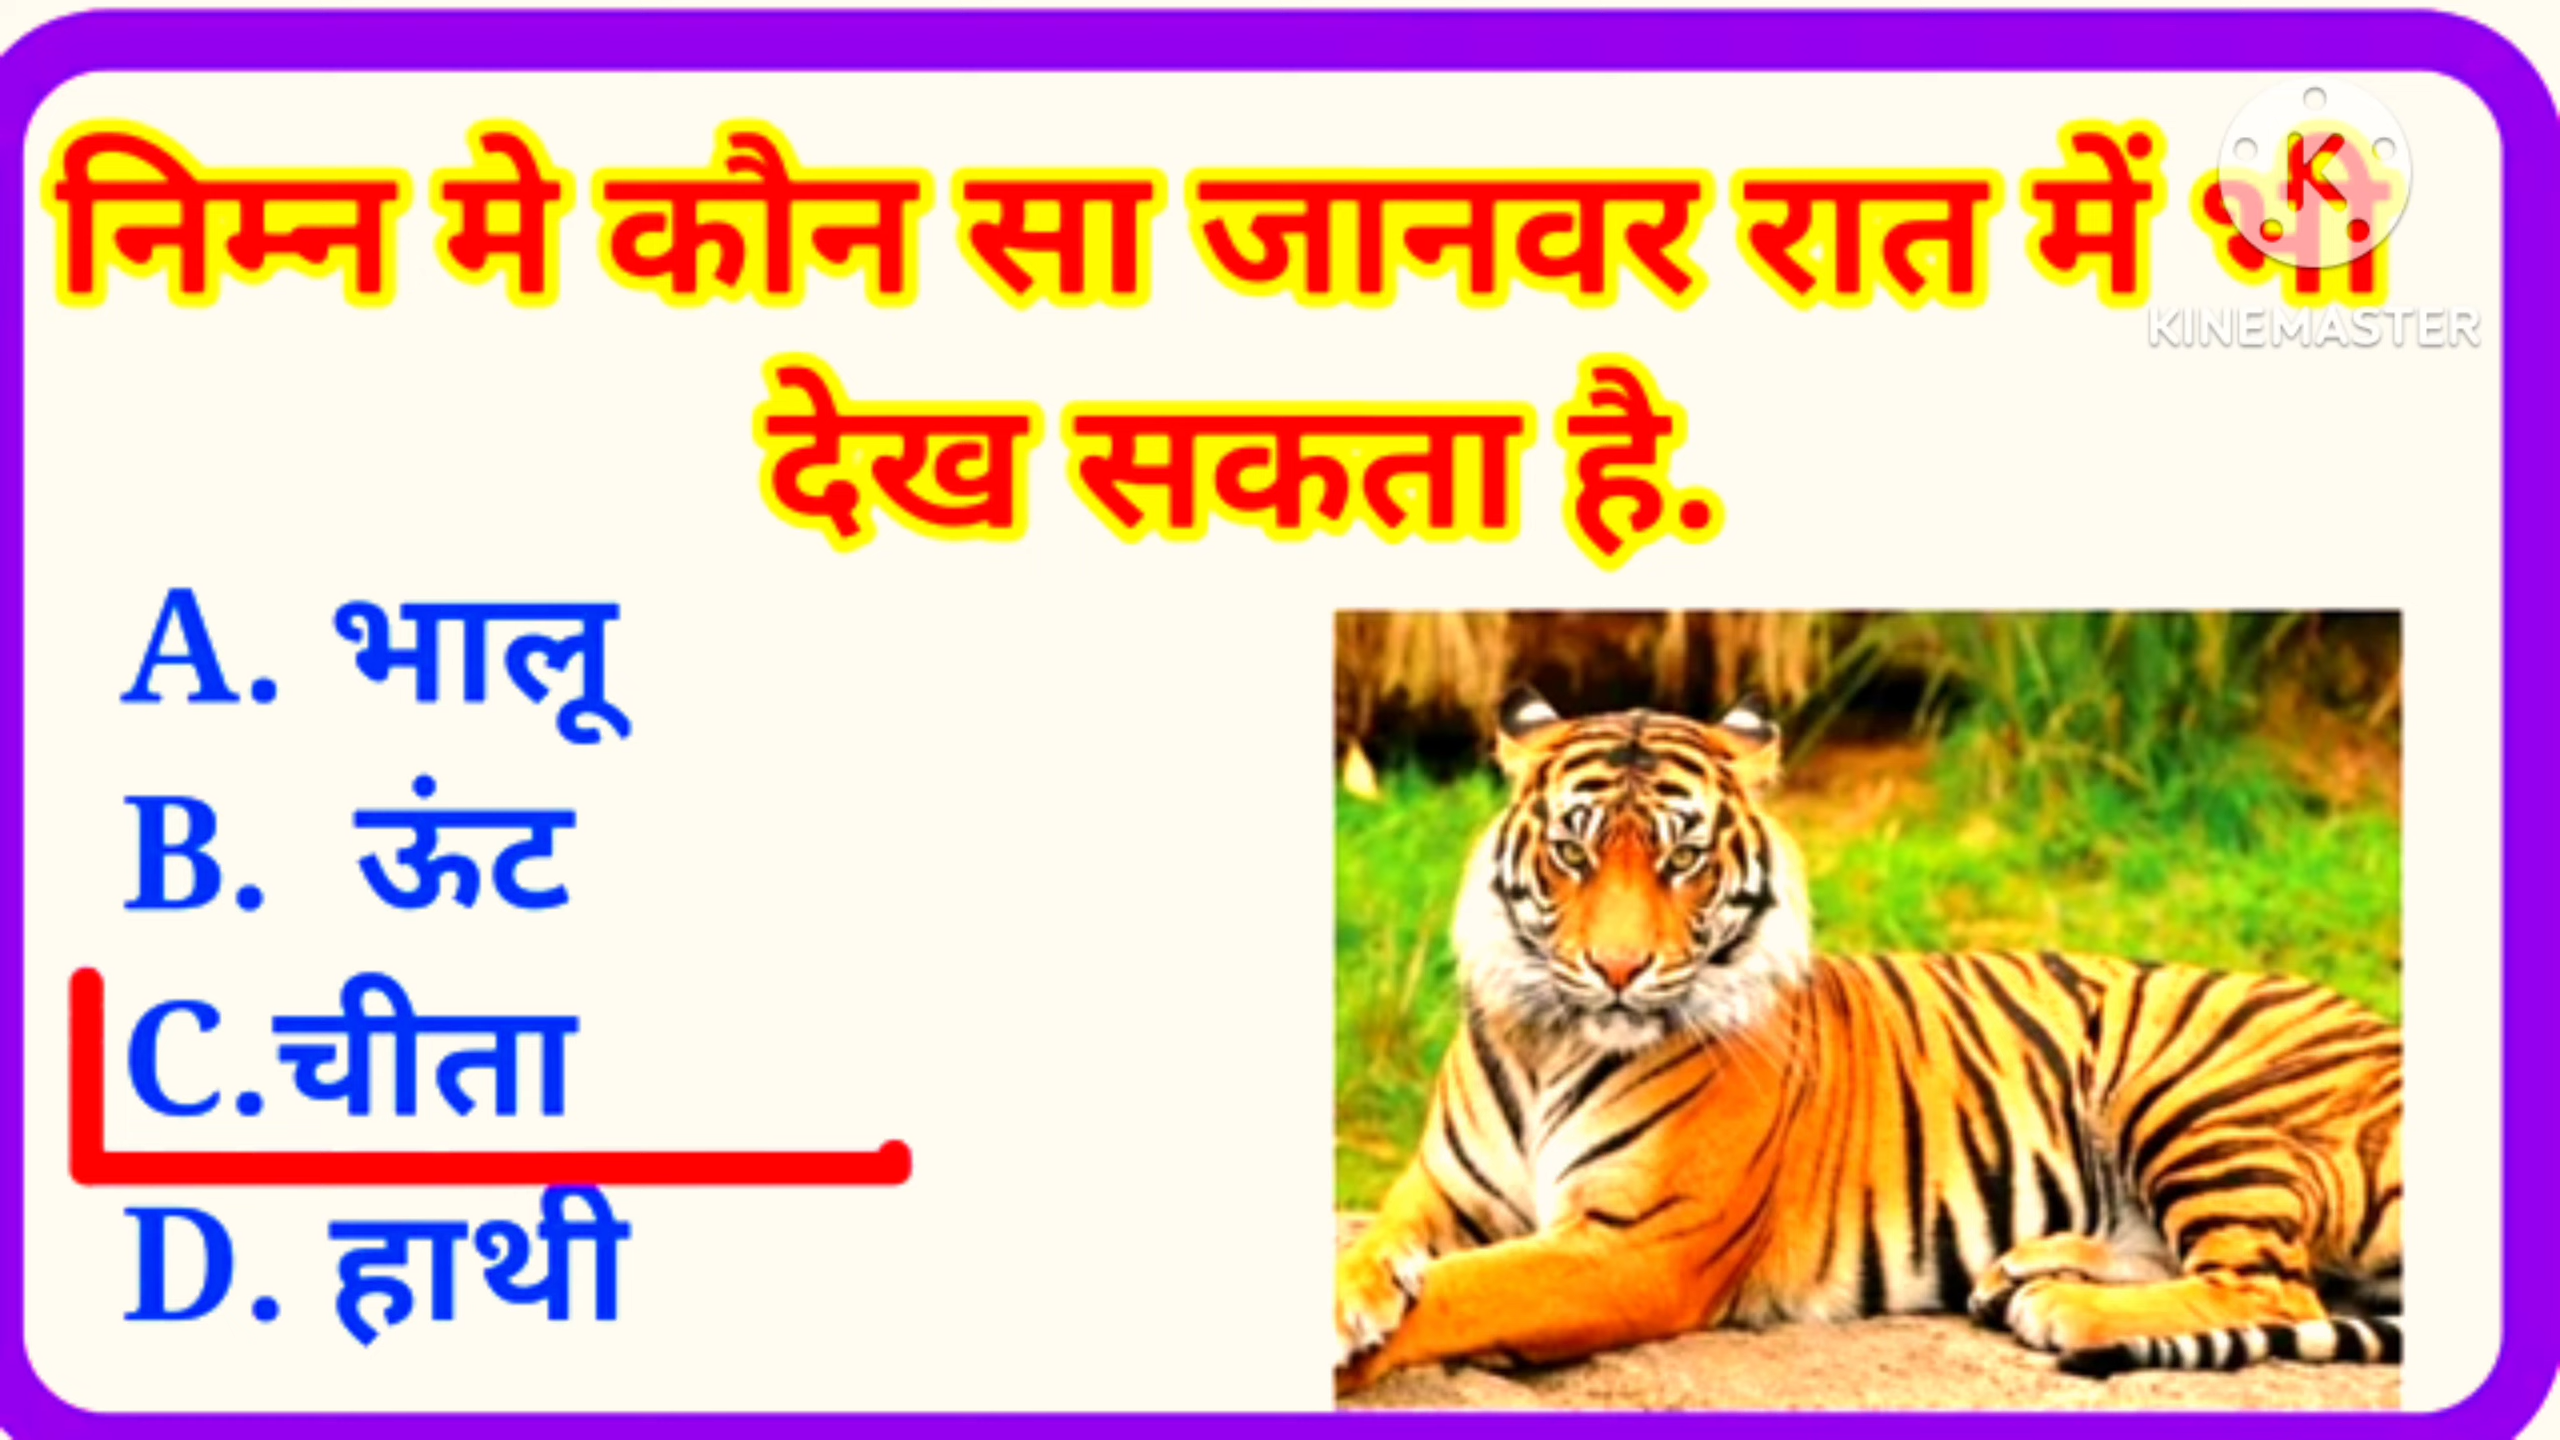 निम्न मे कौन सा जानवर रात में भी
KINEMASTER
देख सकता है.
A. भालू
B. ऊंट
C.चीता
D. हाथी